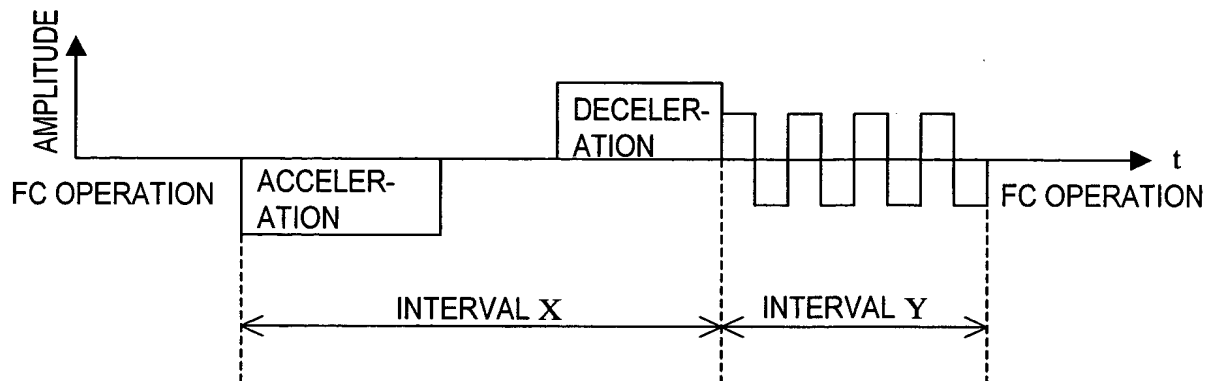 AMPLITUDE
DECELER-
ATION
t
FC OPERATION
ACCELER-
ATION
FC OPERATION
INTERVAL X
INTERVAL Y